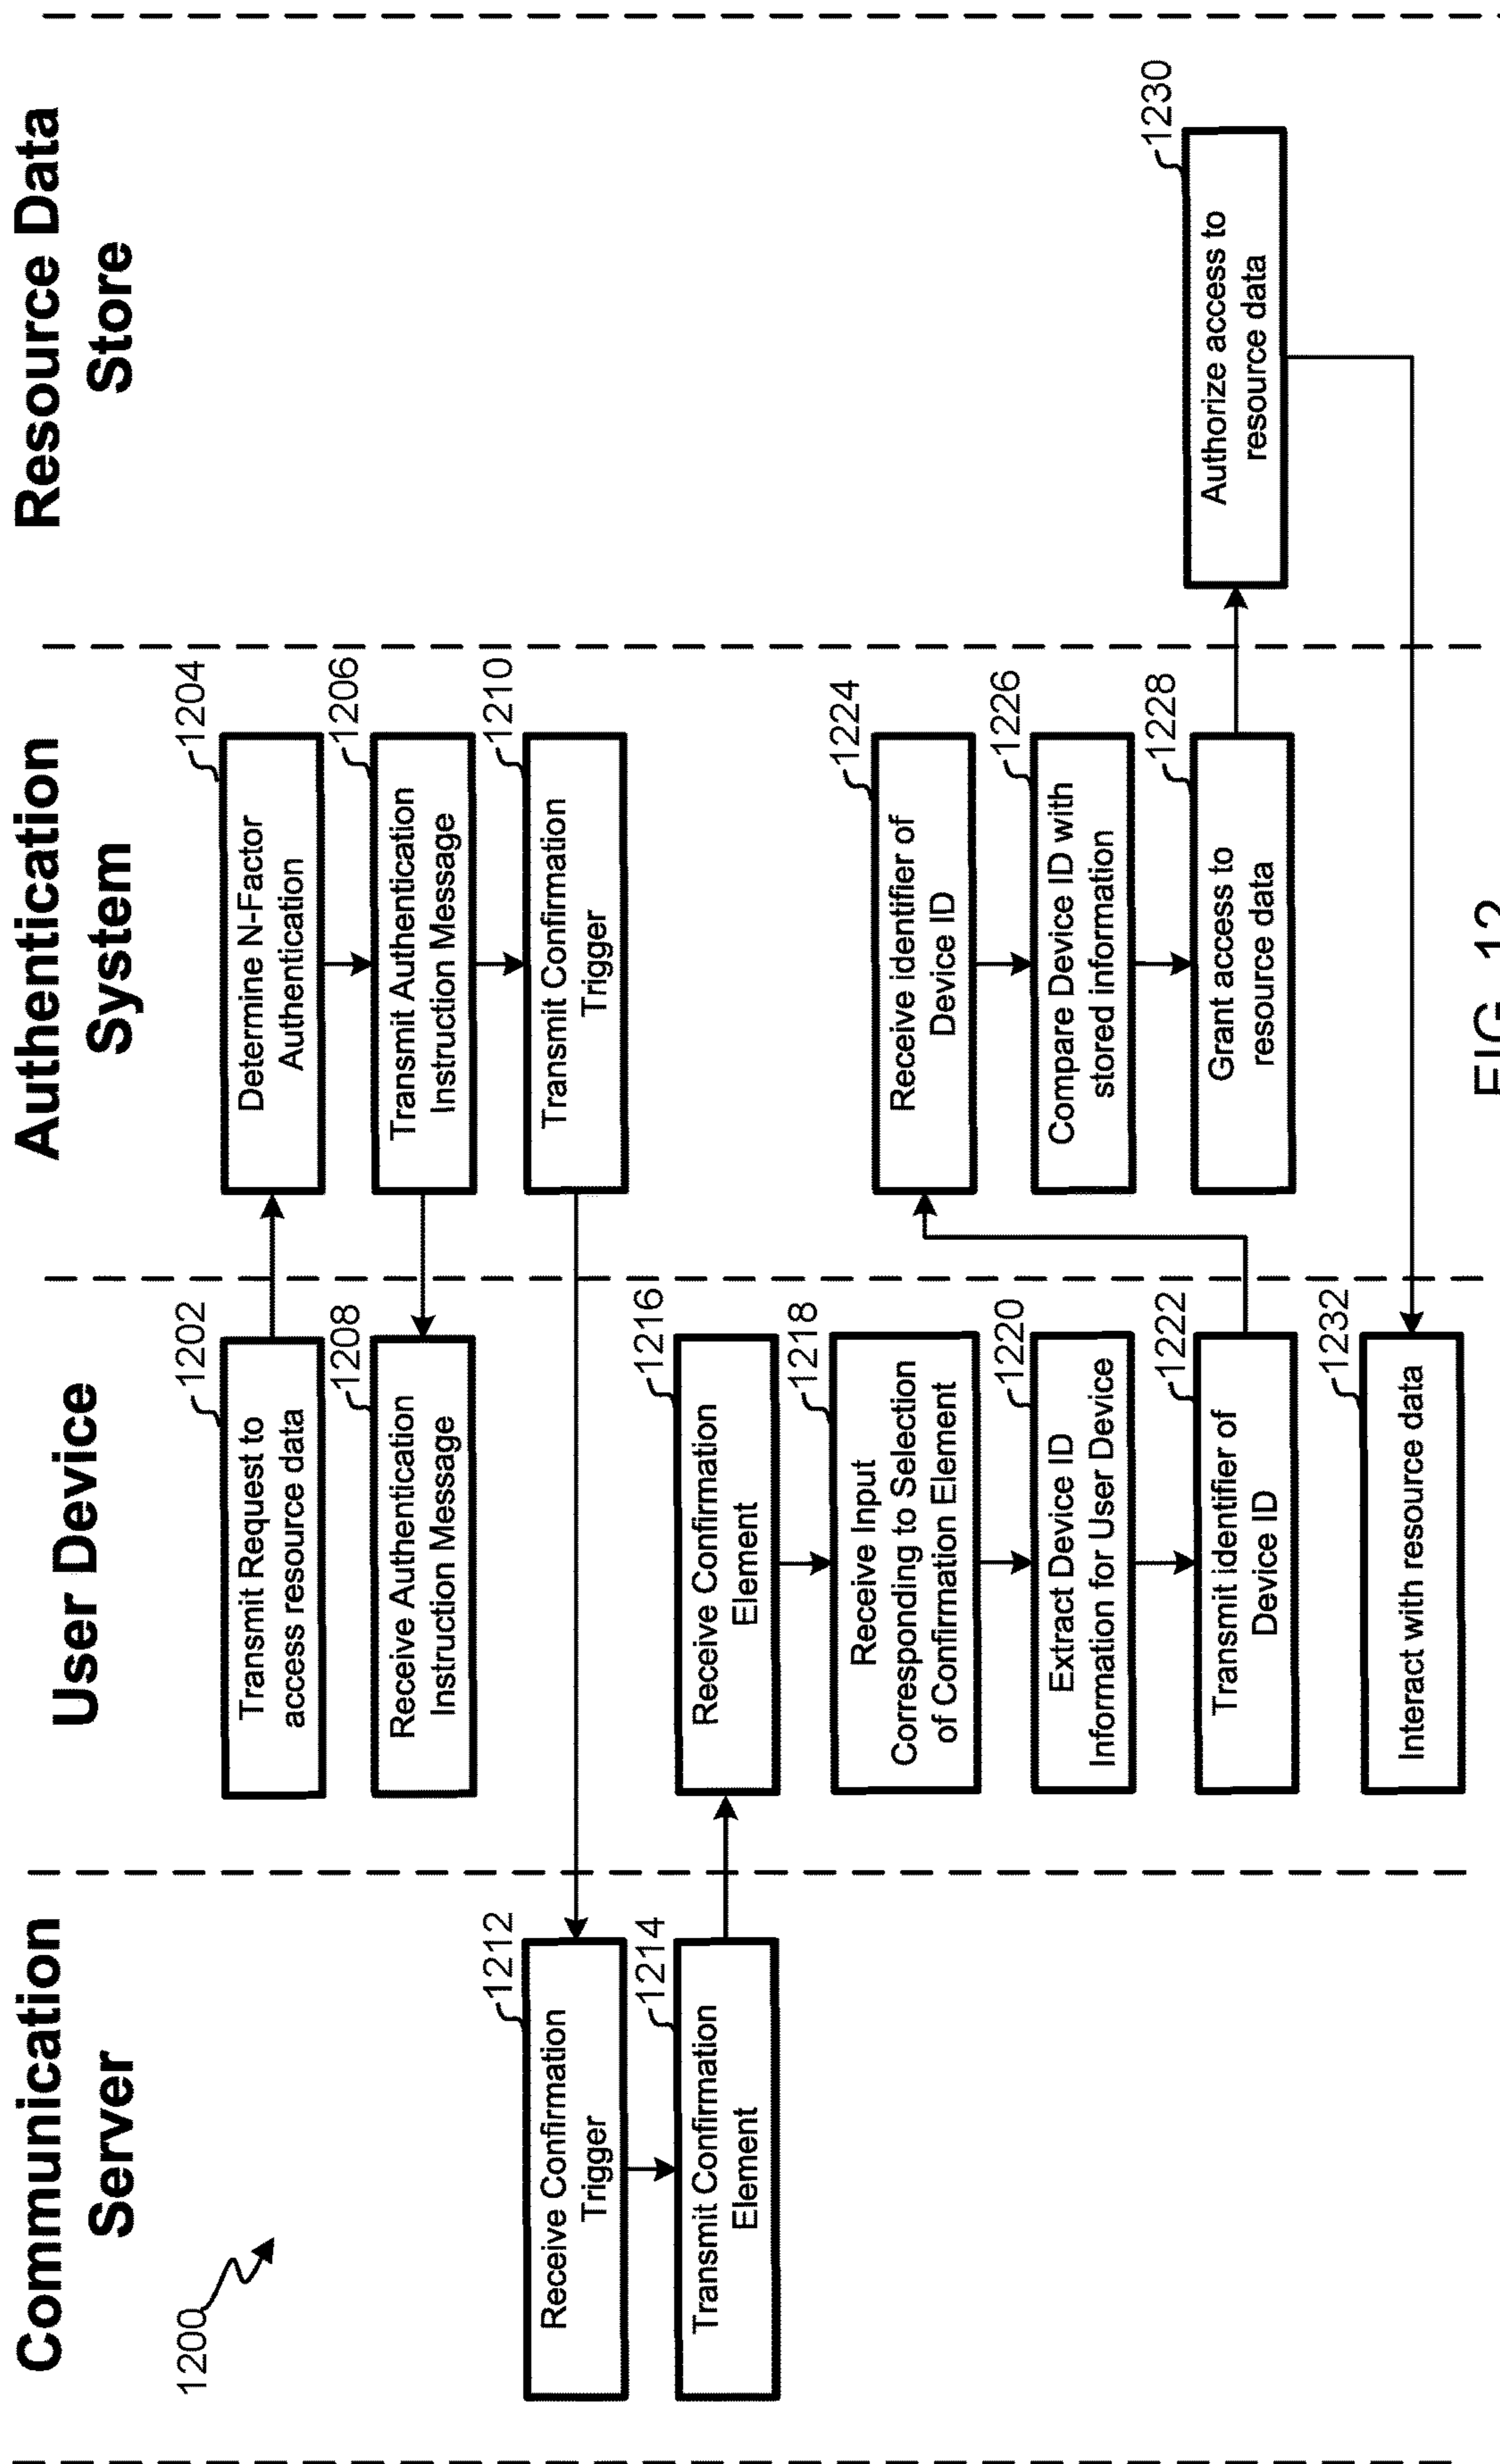 Communication
Server
User Device
Authentication
System
Resource Data
Store
1200
1202
Transmit Request to
access resource data
1204
Determine N-Factor
Authentication
1206
Transmit Authentication
Instruction Message
1208
Receive Authentication
Instruction Message
1210
Transmit Confirmation
Trigger
1212
Receive Confirmation
Trigger
1214
Transmit Confirmation
Element
1216
Receive Confirmation
Element
1218
Receive Input
Corresponding to Selection
of Confirmation Element
1220
Extract Device ID
Information for User Device
1222
Transmit identifier of
Device ID
1224
Receive identifier of
Device ID
1226
Compare Device ID with
stored information
1228
Grant access to
resource data
1230
Authorize access to
resource data
1232
Interact with resource data
FIG. 12